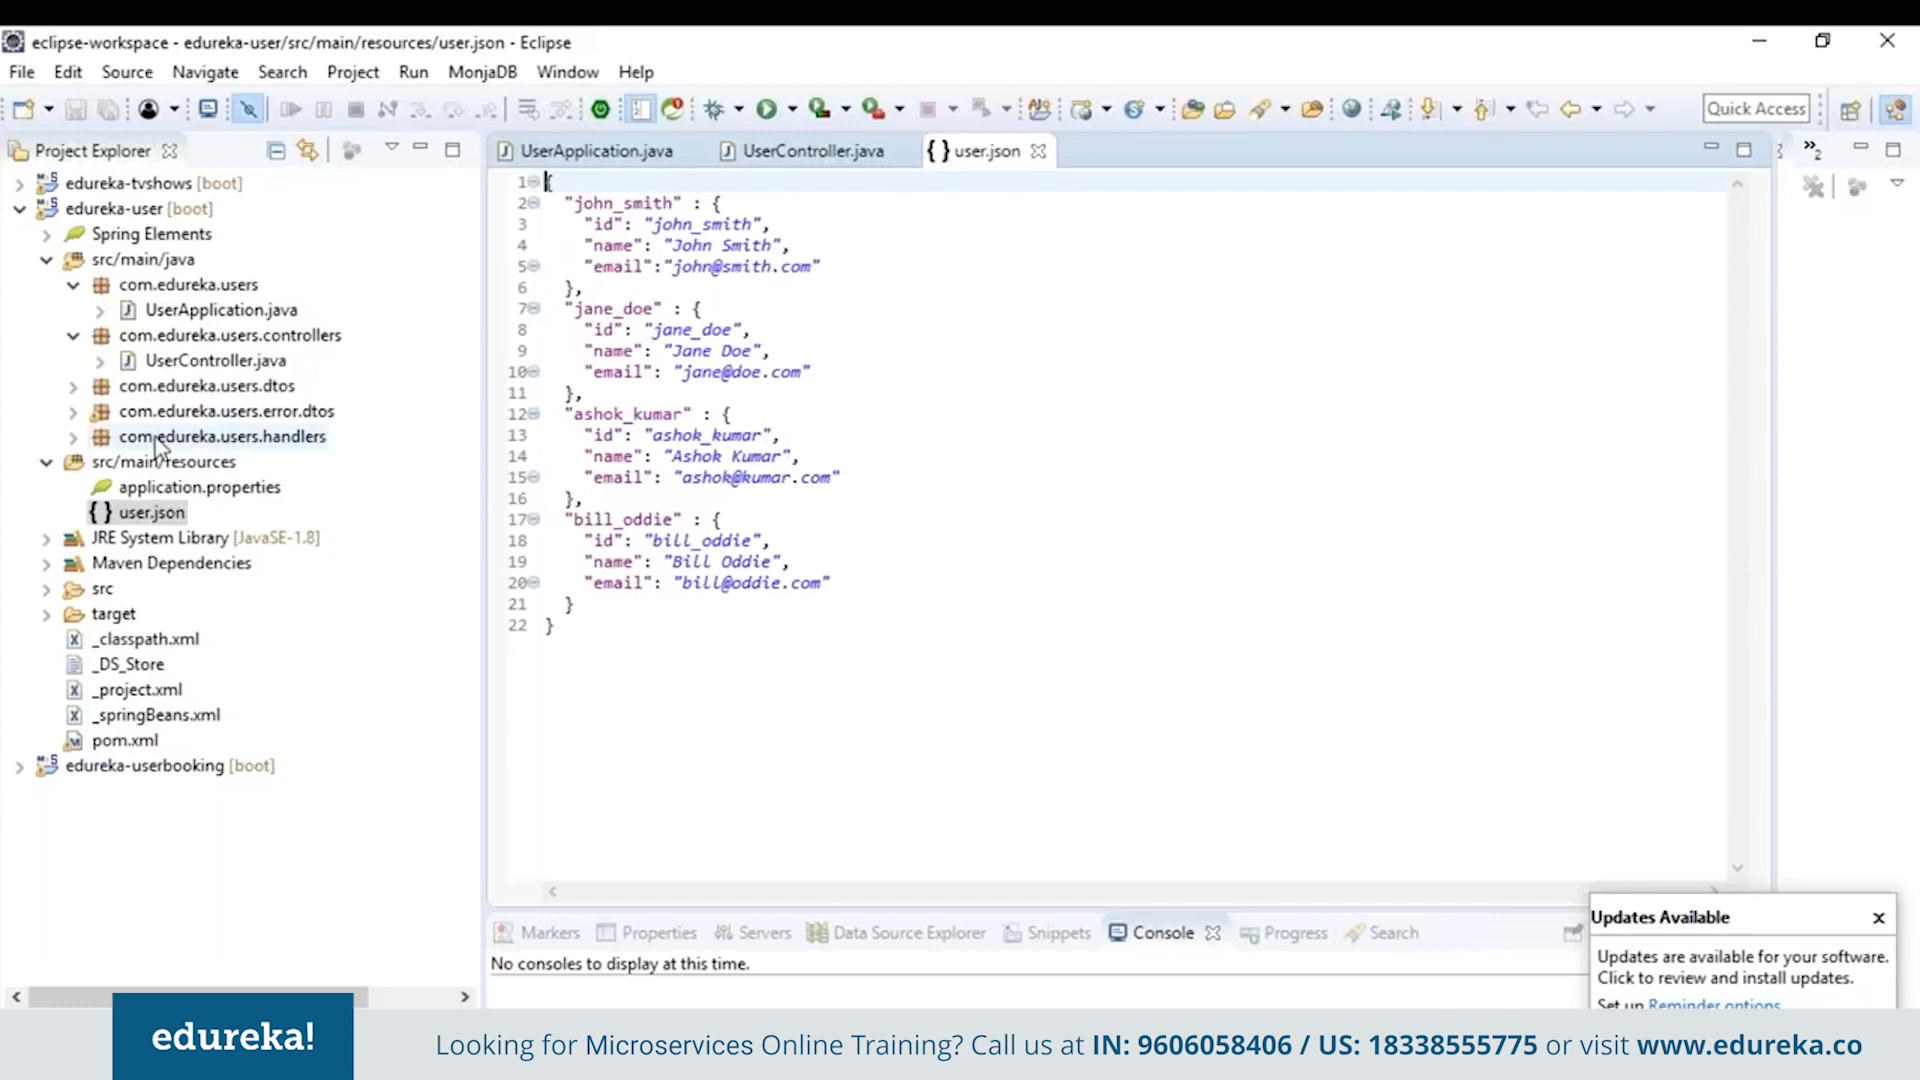 eclipse-workspace - edureka-user/src/main/resources/user.json - Eclipse
File Edit Source Navigate Search Project Run MonjaDB Window Help
Quick Access
Project Explorer
UserApplication.java UserController.java { } user.json
2
edureka-tvshows [boot]
edureka-user [boot]
Spring Elements
src/main/java
com.edureka.users
UserApplication.java
com.edureka.users.controllers
UserController.java
com.edureka.users.dtos
com.edureka.users.error.dtos
com.edureka.users.handlers
src/main/resources
application.properties
{ } user.json
JRE System Library [JavaSE-1.8]
Maven Dependencies
src
target
_classpath.xml
_DS_Store
_project.xml
_springBeans.xml
pom.xml
edureka-userbooking [boot]
1 {
2 "john_smith" : {
3 "id": "john_smith",
4 "name": "John Smith",
5 "email":"john@smith.com"
6 },
7 "jane_doe" : {
8 "id": "jane_doe",
9 "name": "Jane Doe",
10 "email": "jane@doe.com"
11 },
12 "ashok_kumar" : {
13 "id": "ashok_kumar",
14 "name": "Ashok Kumar",
15 "email": "ashok@kumar.com"
16 },
17 "bill_oddie" : {
18 "id": "bill_oddie",
19 "name": "Bill Oddie",
20 "email": "bill@oddie.com"
21 }
22 }
Markers Properties Servers Data Source Explorer Snippets Console Progress Search
No consoles to display at this time.
Updates Available
Updates are available for your software.
Click to review and install updates.
Set up Reminder options
edureka!
Looking for Microservices Online Training? Call us at IN: 9606058406 / US: 18338555775 or visit www.edureka.co